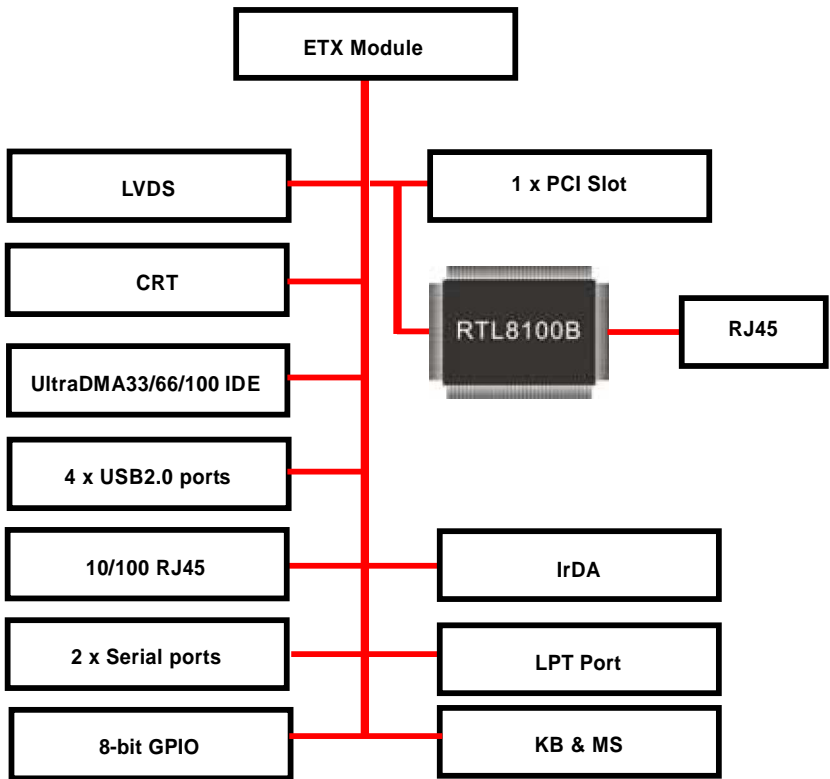 ETX Module
LVDS
1 x PCI Slot
CRT
RTL8100B
RJ45
UltraDMA33/66/100 IDE
4 x USB2.0 ports
10/100 RJ45
IrDA
2 x Serial ports
LPT Port
8-bit GPIO
KB & MS